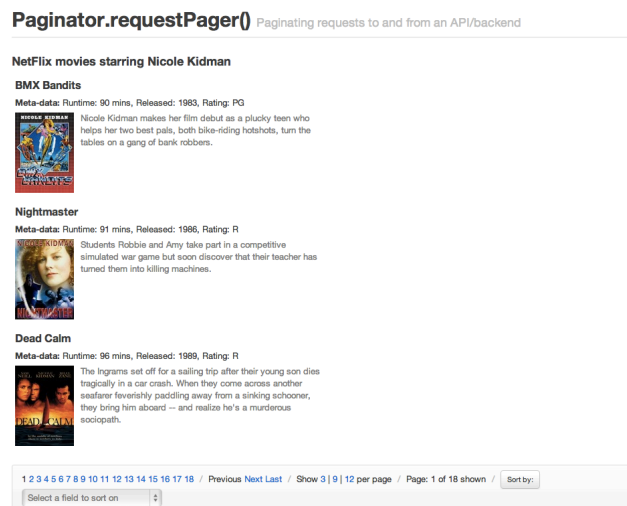 Paginator.requestPager() Paginating requests to and from an API/backend
NetFlix movies starring Nicole Kidman
BMX Bandits
Meta-data: Runtime: 90 mins, Released: 1983, Rating: PG
NICOLE KIDMAN
BMX BANDITS
Nicole Kidman makes her film debut as a plucky teen who
helps her two best pals, both bike-riding hotshots, turn the
tables on a gang of bank robbers.
Nightmaster
Meta-data: Runtime: 91 mins, Released: 1986, Rating: R
NICOLE KIDMAN
NIGHTMASTER
Students Robbie and Amy take part in a competitive
simulated war game but soon discover that their teacher has
turned them into killing machines.
Dead Calm
Meta-data: Runtime: 96 mins, Released: 1989, Rating: R
DEAD CALM
The Ingrams set off for a sailing trip after their young son dies
tragically in a car crash. When they come across another
seafarer feverishly paddling away from a sinking schooner,
they bring him aboard -- and realize he's a murderous
sociopath.
1 2 3 4 5 6 7 8 9 10 11 12 13 14 15 16 17 18 / Previous Next Last / Show 3 | 9 | 12 per page / Page: 1 of 18 shown / Sort by:
Select a field to sort on